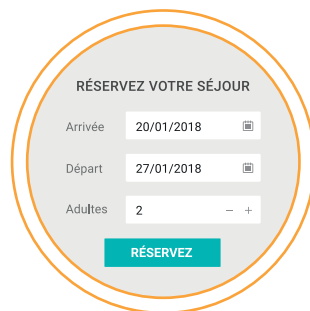 RÉSERVEZ VOTRE SÉJOUR
Arrivée 20/01/2018
Départ 27/01/2018
Adultes 2 − +
RÉSERVEZ